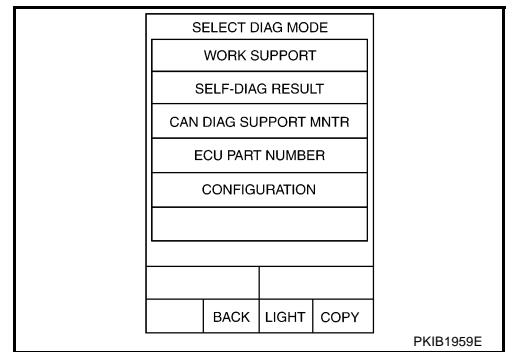 SELECT DIAG MODE
WORK SUPPORT
SELF-DIAG RESULT
CAN DIAG SUPPORT MNTR
ECU PART NUMBER
CONFIGURATION
BACK LIGHT COPY
PKIB1959E